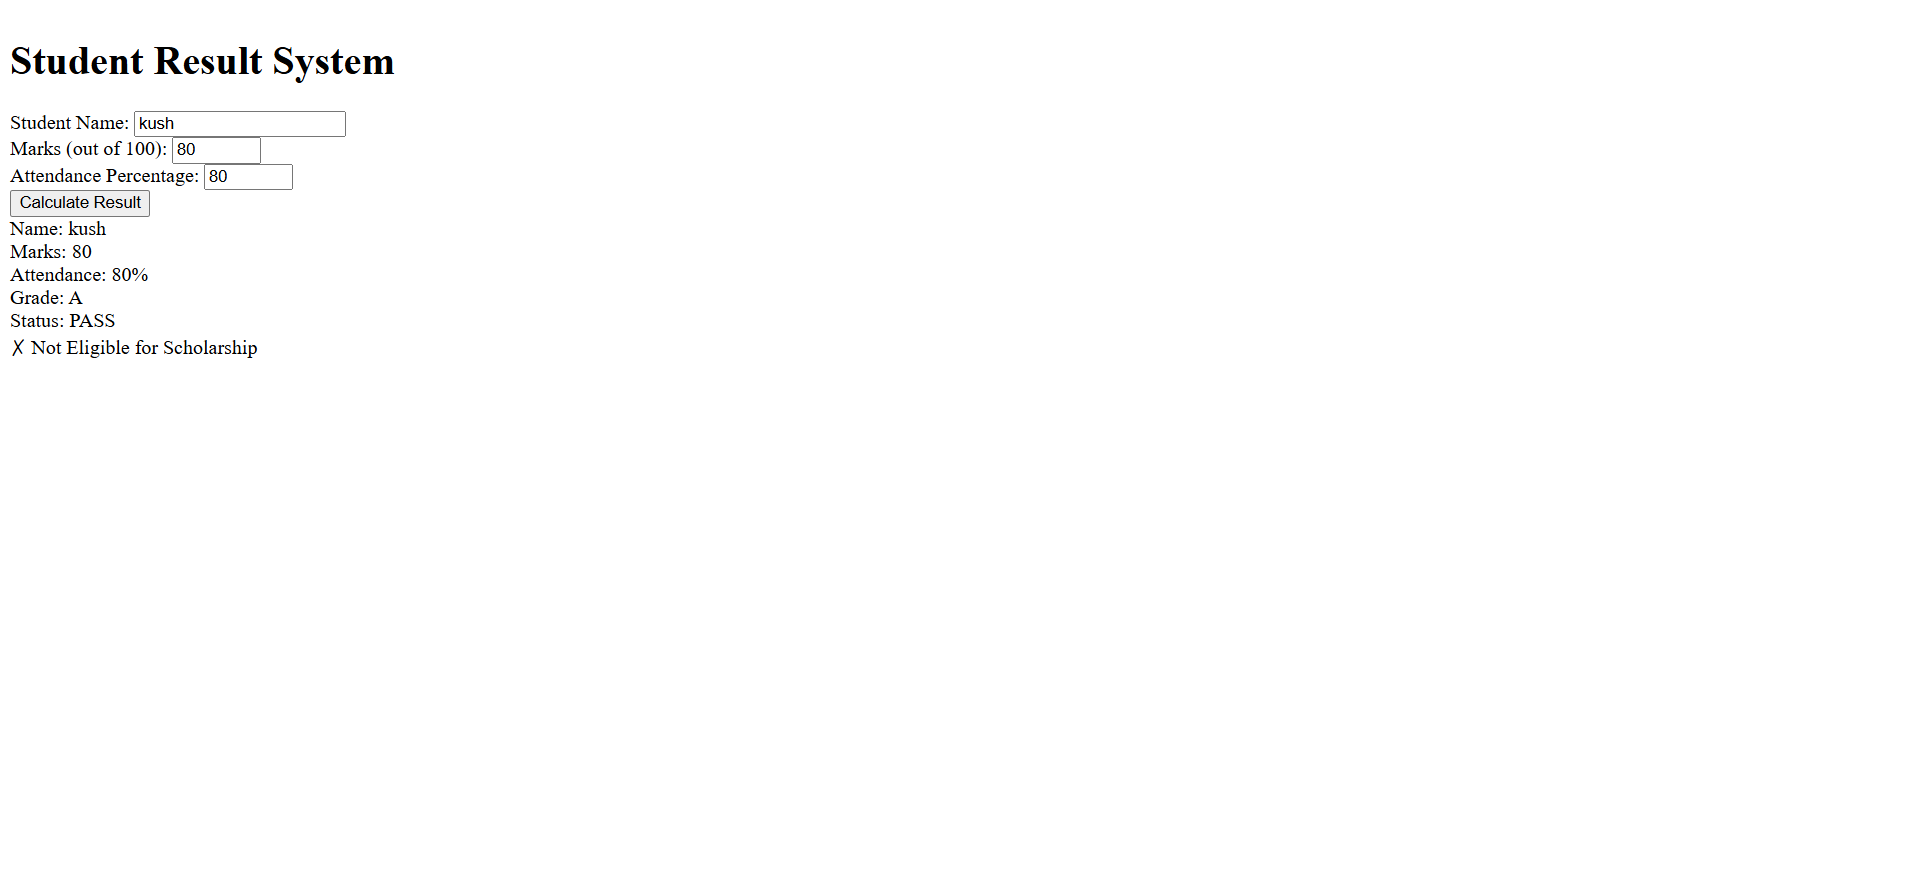 Student Result System
Student Name: kush
Marks (out of 100): 80
Attendance Percentage: 80
Calculate Result
Name: kush
Marks: 80
Attendance: 80%
Grade: A
Status: PASS
✗ Not Eligible for Scholarship